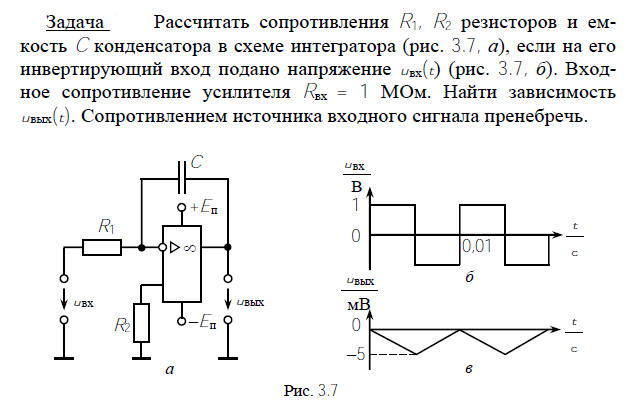 Задача Рассчитать сопротивления R1, R2 резисторов и ем-
кость C конденсатора в схеме интегратора (рис. 3.7, а), если на его
инвертирующий вход подано напряжение uвх(t) (рис. 3.7, б). Вход-
ное сопротивление усилителя Rвх = 1 МОм. Найти зависимость
uвых(t). Сопротивлением источника входного сигнала пренебречь.
C
+Eп
R1
▷ ∞
uвх
uвых
R2
–Eп
а
uвх
В
1
0
0,01
t
с
б
uвых
мВ
0
–5
t
с
в
Рис. 3.7